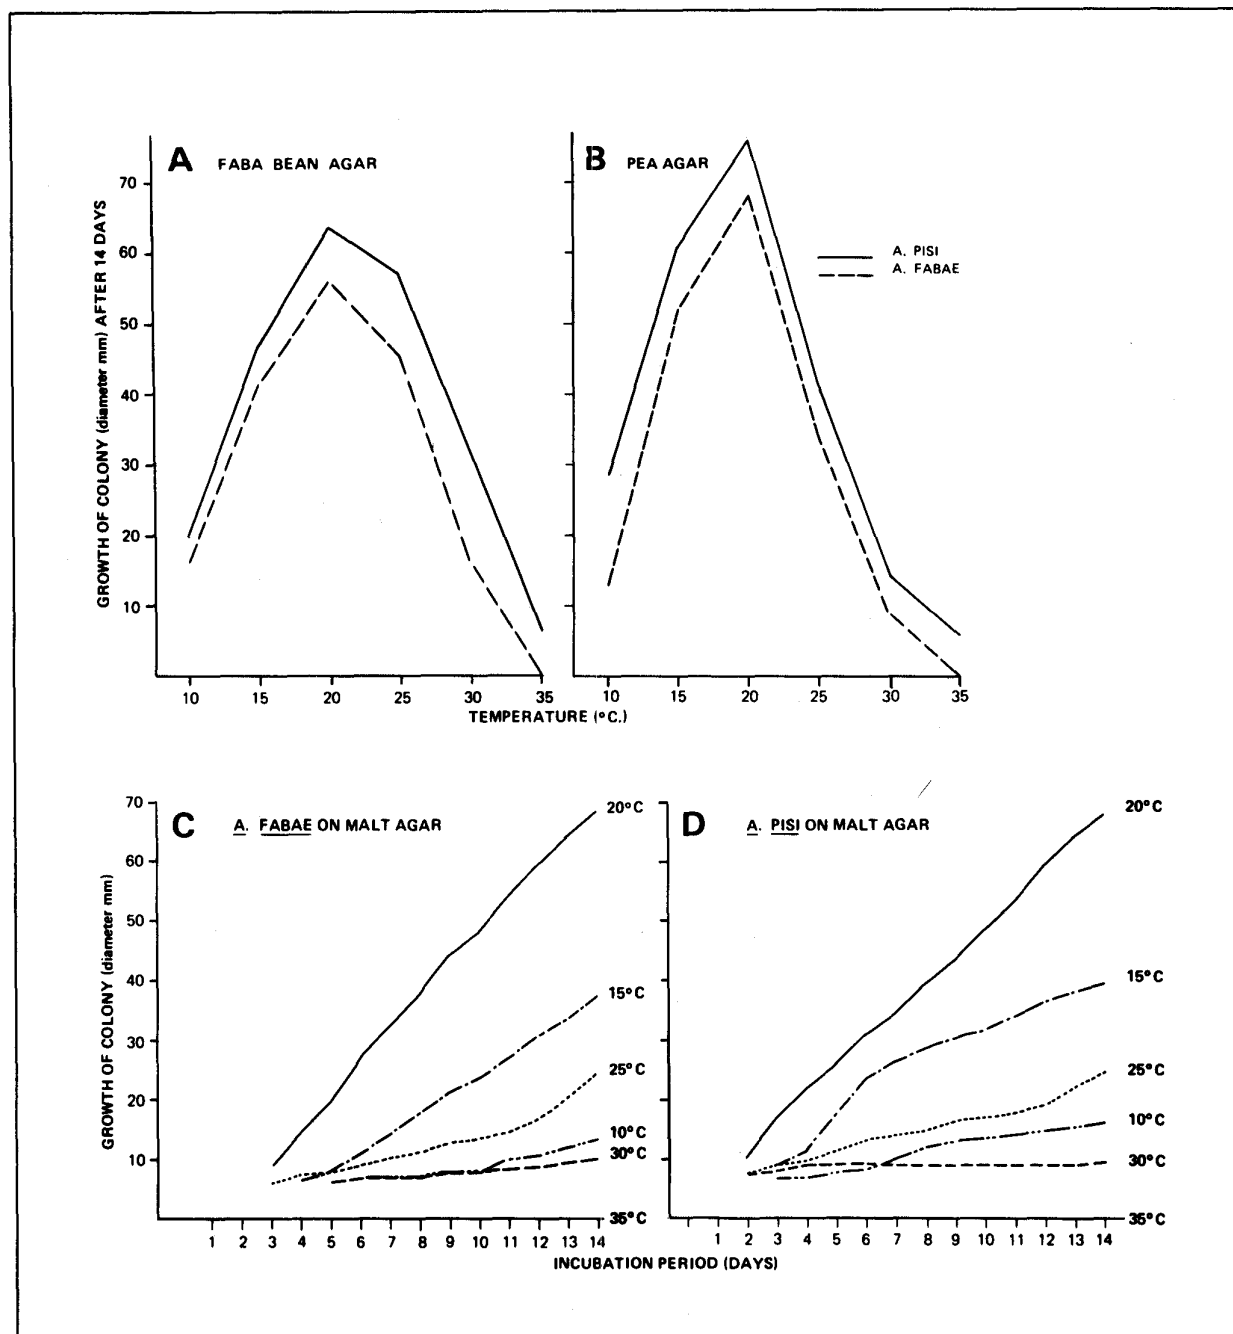 A FABA BEAN AGAR
B PEA AGAR
A. PISI
A. FABAE
GROWTH OF COLONY (diameter mm) AFTER 14 DAYS
70
60
50
40
30
20
10
10 15 20 25 30 35
10 15 20 25 30 35
TEMPERATURE (°C.)
C A. FABAE ON MALT AGAR
D A. PISI ON MALT AGAR
GROWTH OF COLONY (diameter mm)
70
60
50
40
30
20
10
20°C
15°C
25°C
10°C
30°C
35°C
20°C
15°C
25°C
10°C
30°C
35°C
1 2 3 4 5 6 7 8 9 10 11 12 13 14
1 2 3 4 5 6 7 8 9 10 11 12 13 14
INCUBATION PERIOD (DAYS)